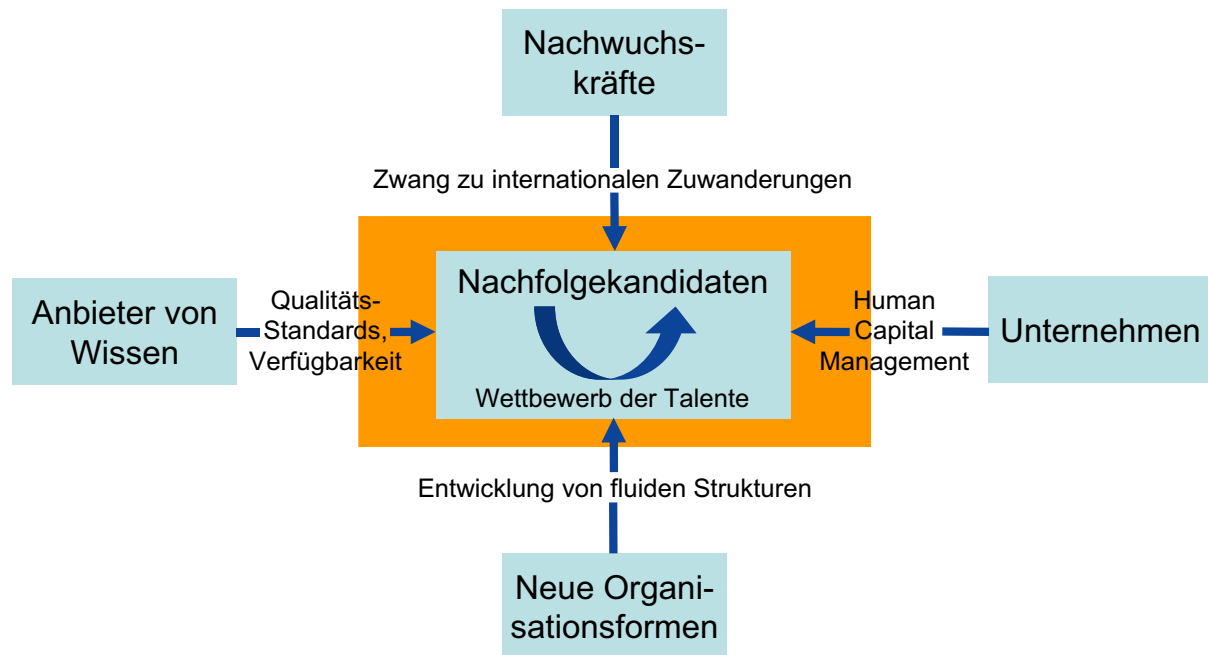 Nachwuchs-
kräfte
Zwang zu internationalen Zuwanderungen
Anbieter von
Wissen
Qualitäts-
Standards,
Verfügbarkeit
Nachfolgekandidaten
Wettbewerb der Talente
Human
Capital
Management
Unternehmen
Entwicklung von fluiden Strukturen
Neue Organi-
sationsformen